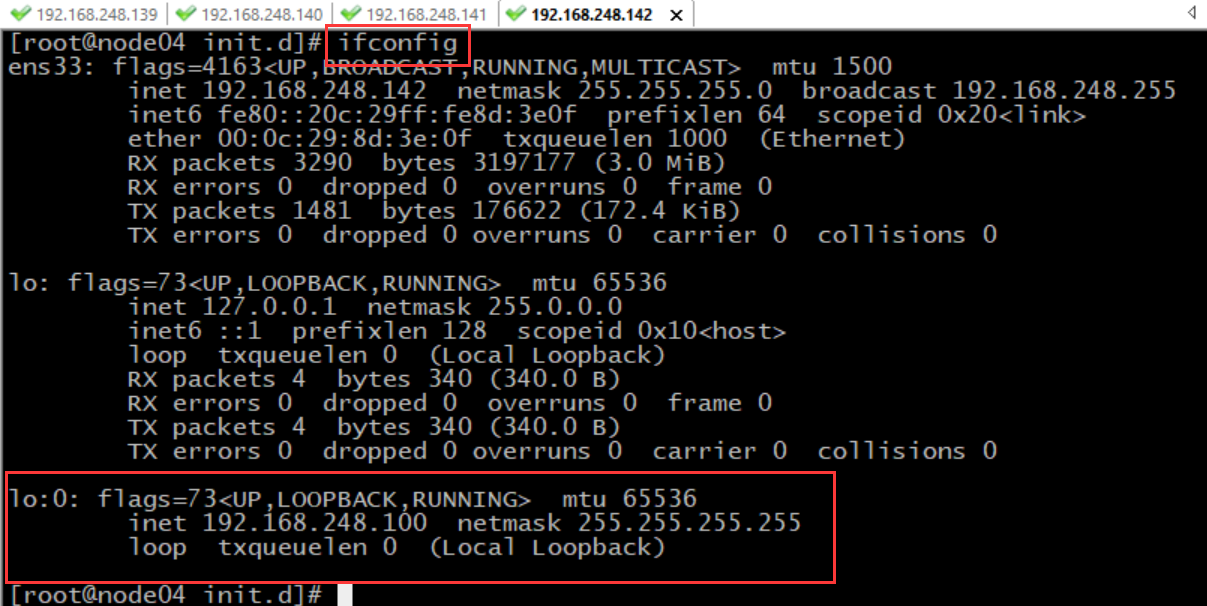 192.168.248.139 192.168.248.140 192.168.248.141 192.168.248.142
[root@node04 init.d]# ifconfig
ens33: flags=4163<UP,BROADCAST,RUNNING,MULTICAST>  mtu 1500
        inet 192.168.248.142  netmask 255.255.255.0  broadcast 192.168.248.255
        inet6 fe80::20c:29ff:fe8d:3e0f  prefixlen 64  scopeid 0x20<link>
        ether 00:0c:29:8d:3e:0f  txqueuelen 1000  (Ethernet)
        RX packets 3290  bytes 3197177 (3.0 MiB)
        RX errors 0  dropped 0  overruns 0  frame 0
        TX packets 1481  bytes 176622 (172.4 KiB)
        TX errors 0  dropped 0 overruns 0  carrier 0  collisions 0
lo: flags=73<UP,LOOPBACK,RUNNING>  mtu 65536
        inet 127.0.0.1  netmask 255.0.0.0
        inet6 ::1  prefixlen 128  scopeid 0x10<host>
        loop  txqueuelen 0  (Local Loopback)
        RX packets 4  bytes 340 (340.0 B)
        RX errors 0  dropped 0  overruns 0  frame 0
        TX packets 4  bytes 340 (340.0 B)
        TX errors 0  dropped 0 overruns 0  carrier 0  collisions 0
lo:0: flags=73<UP,LOOPBACK,RUNNING>  mtu 65536
        inet 192.168.248.100  netmask 255.255.255.255
        loop  txqueuelen 0  (Local Loopback)
[root@node04 init.d]#